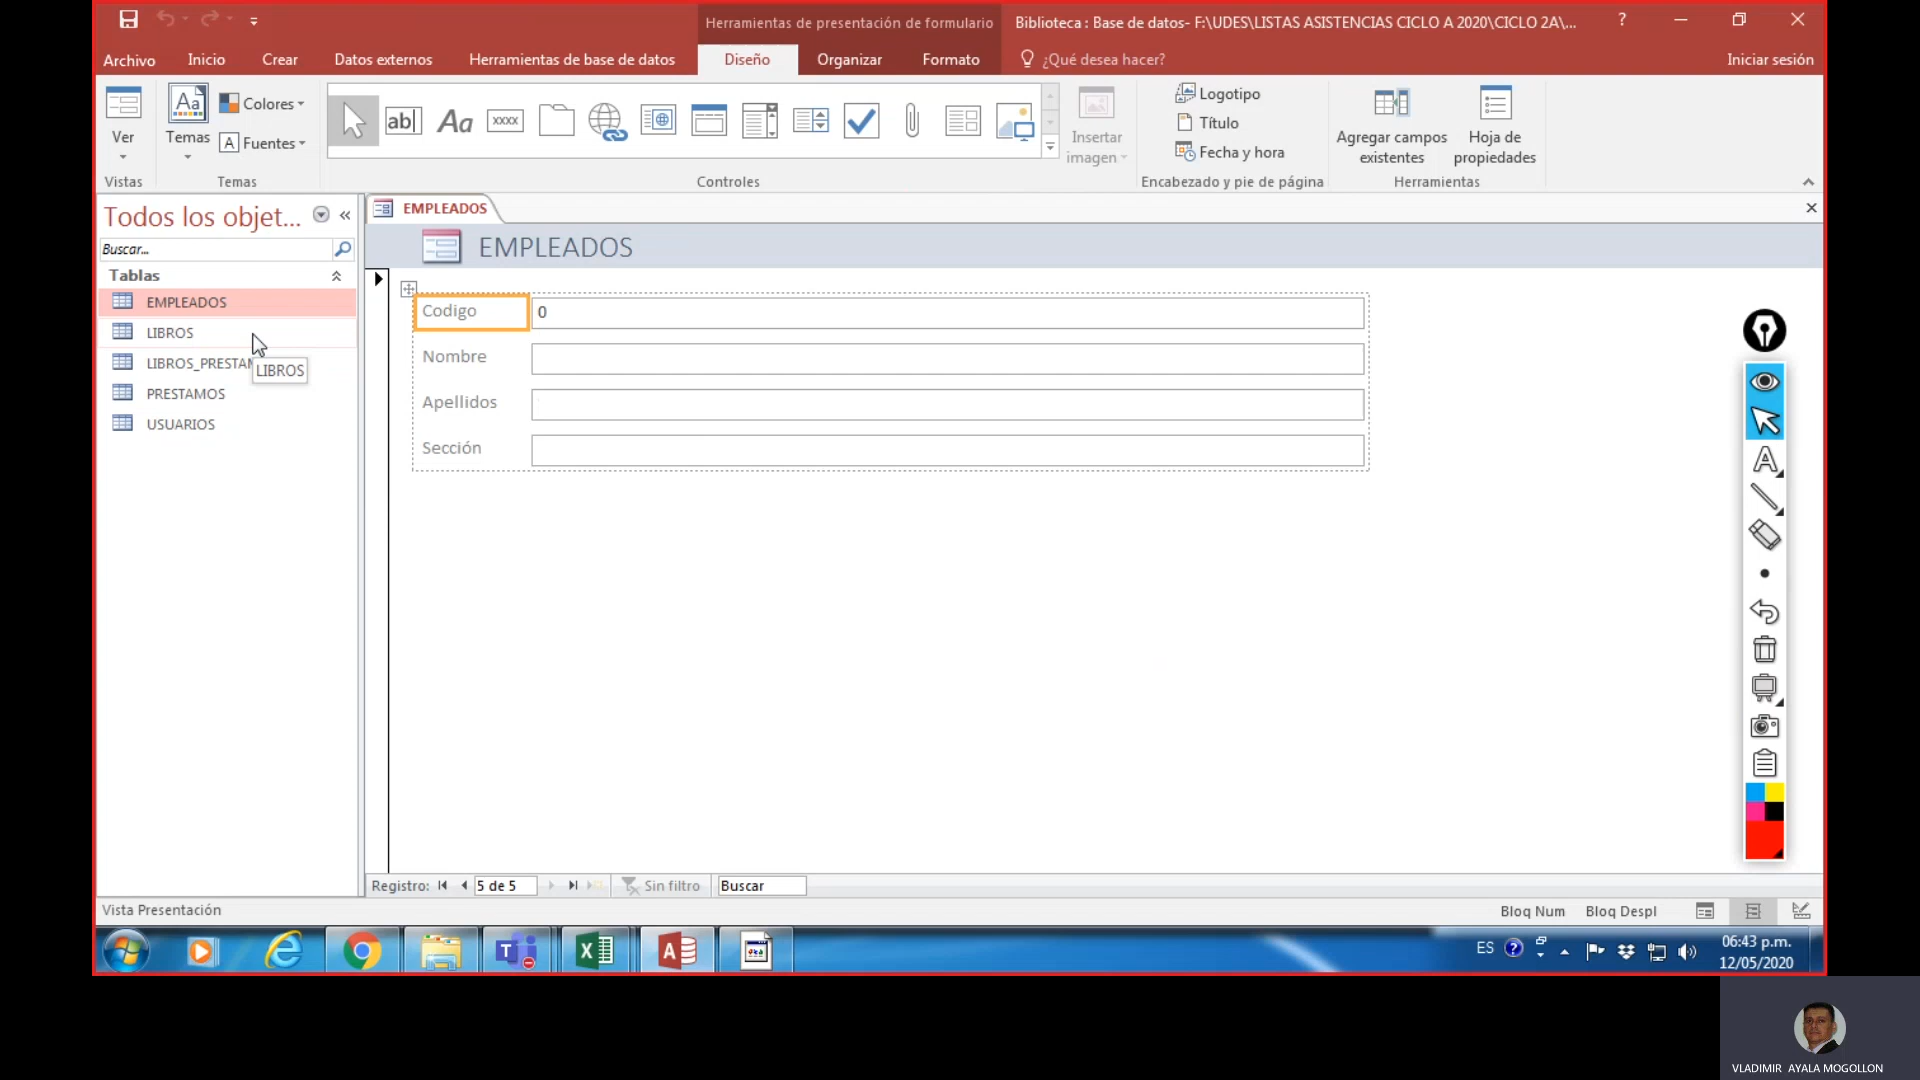 Herramientas de presentación de formulario
Biblioteca : Base de datos- F:\UDES\LISTAS ASISTENCIAS CICLO A 2020\CICLO 2A\...
?
Archivo
Inicio
Crear
Datos externos
Herramientas de base de datos
Diseño
Organizar
Formato
¿Qué desea hacer?
Iniciar sesión
Ver
Vistas
Aa
Temas
Colores
A Fuentes
Temas
ab|
Aa
xxxx
Controles
Insertar
imagen
Logotipo
Título
Fecha y hora
Encabezado y pie de página
Agregar campos
existentes
Hoja de
propiedades
Herramientas
Todos los objet...
Buscar...
Tablas
EMPLEADOS
LIBROS
LIBROS_PRESTAM
LIBROS
PRESTAMOS
USUARIOS
EMPLEADOS
EMPLEADOS
Codigo
0
Nombre
Apellidos
Sección
Registro:
5 de 5
Sin filtro
Buscar
Vista Presentación
Bloq Num
Bloq Despl
ES
06:43 p.m.
12/05/2020
VLADIMIR AYALA MOGOLLON